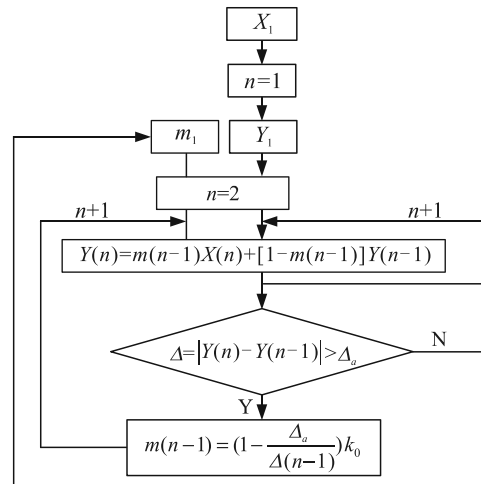 X₁
n=1
m₁ Y₁
n=2
n+1 n+1
Y(n)=m(n−1)X(n)+[1−m(n−1)]Y(n−1)
Δ=|Y(n)−Y(n−1)|>Δₐ N
Y
m(n−1)=(1−Δₐ/Δ(n−1))k₀